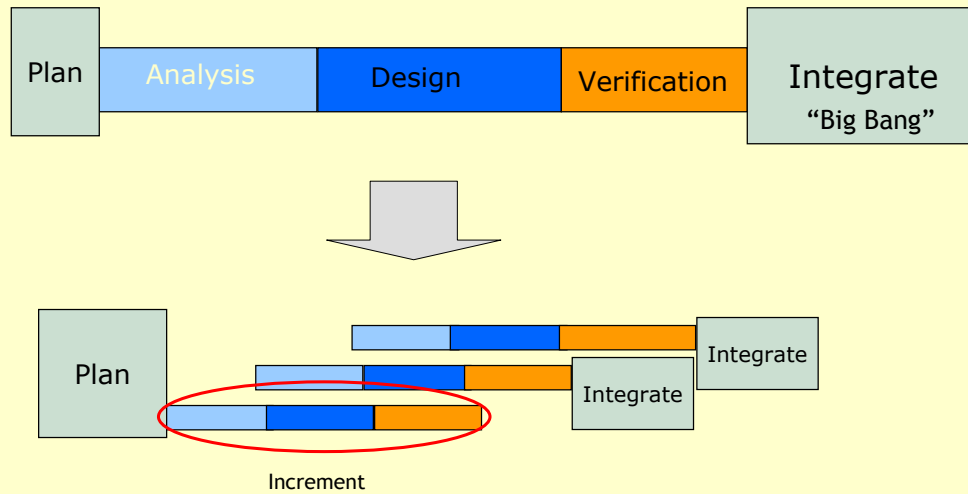 Plan
Analysis
Design
Verification
Integrate
“Big Bang”
Plan
Integrate
Integrate
Increment